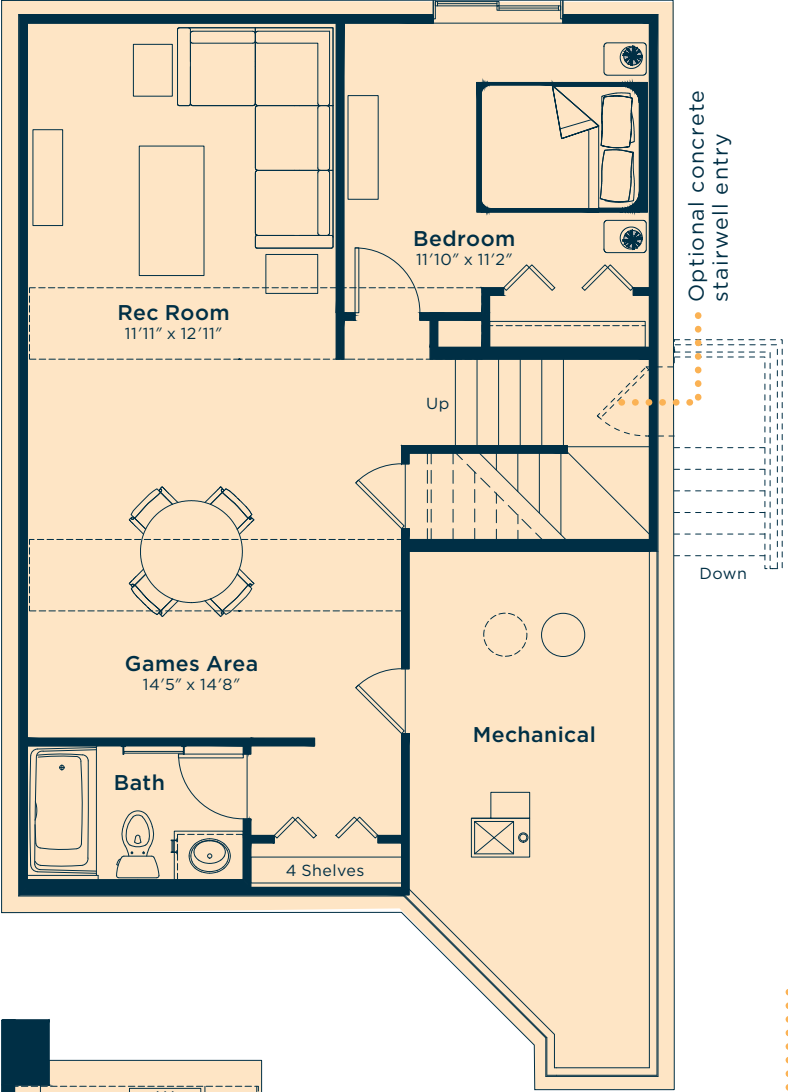 Optional concrete
stairwell entry
Bedroom
11′10″ x 11′2″
Rec Room
11′11″ x 12′11″
Up
Down
Games Area
14′5″ x 14′8″
Mechanical
Bath
4 Shelves